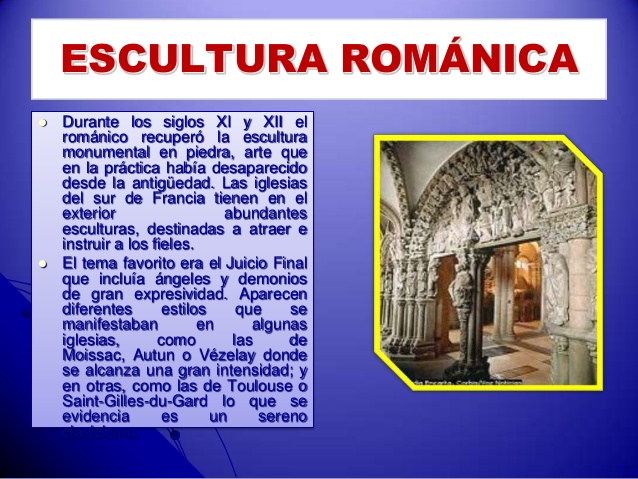 ESCULTURA ROMÁNICA
Durante los siglos XI y XII el
románico recuperó la escultura
monumental en piedra, arte que
en la práctica había desaparecido
desde la antigüedad. Las iglesias
del sur de Francia tienen en el
exterior abundantes
esculturas, destinadas a atraer e
instruir a los fieles.
El tema favorito era el Juicio Final
que incluía ángeles y demonios
de gran expresividad. Aparecen
diferentes estilos que se
manifestaban en algunas
iglesias, como las de
Moissac, Autun o Vézelay donde
se alcanza una gran intensidad; y
en otras, como las de Toulouse o
Saint-Gilles-du-Gard lo que se
evidencia es un sereno
Encarta, Corbis/Voz Noticias